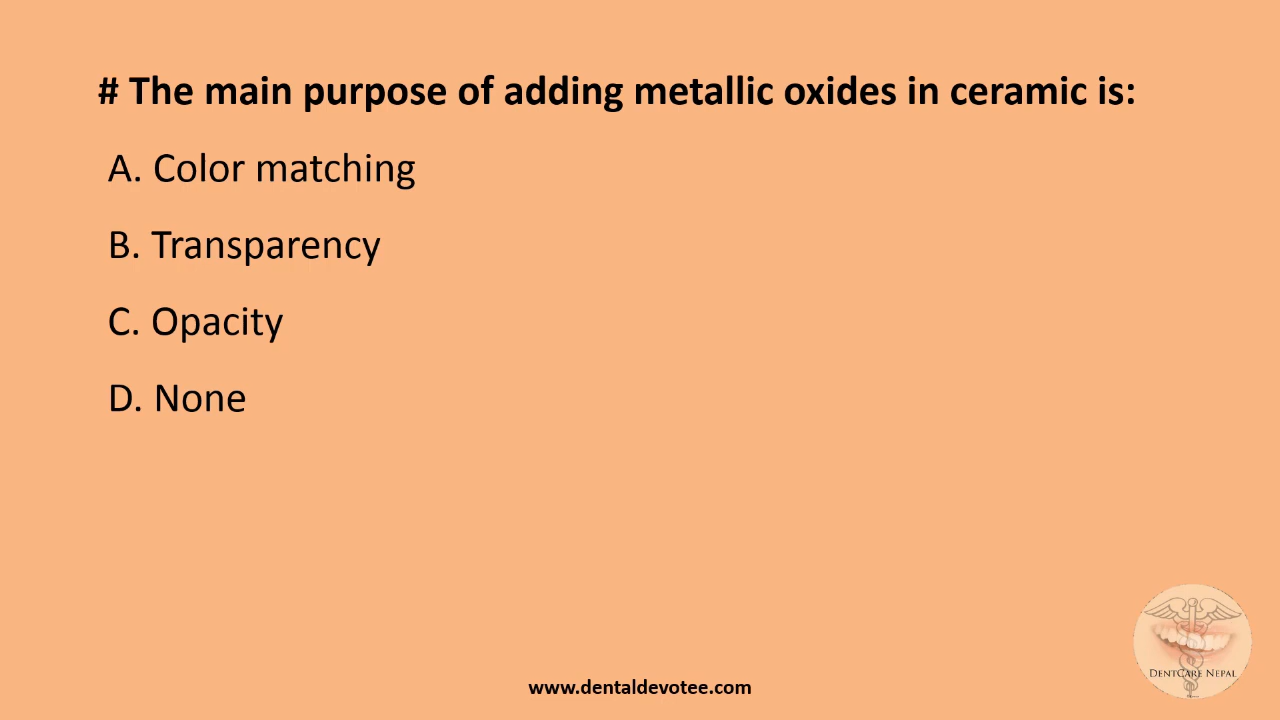 # The main purpose of adding metallic oxides in ceramic is:
A. Color matching
B. Transparency
C. Opacity
D. None
DENTCARE NEPAL
www.dentaldevotee.com